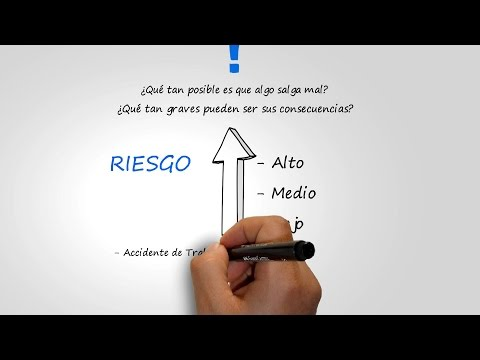 !
¿Qué tan posible es que algo salga mal?
¿Qué tan graves pueden ser sus consecuencias?
RIESGO
- Alto
- Medio
- Accidente de